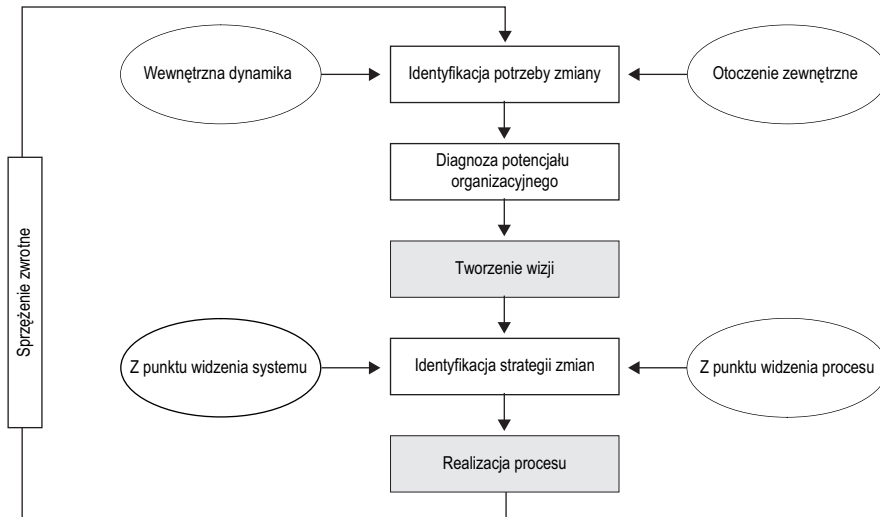 Wewnętrzna dynamika
Identyfikacja potrzeby zmiany
Otoczenie zewnętrzne
Diagnoza potencjału
organizacyjnego
Sprzężenie zwrotne
Tworzenie wizji
Z punktu widzenia systemu
Identyfikacja strategii zmian
Z punktu widzenia procesu
Realizacja procesu